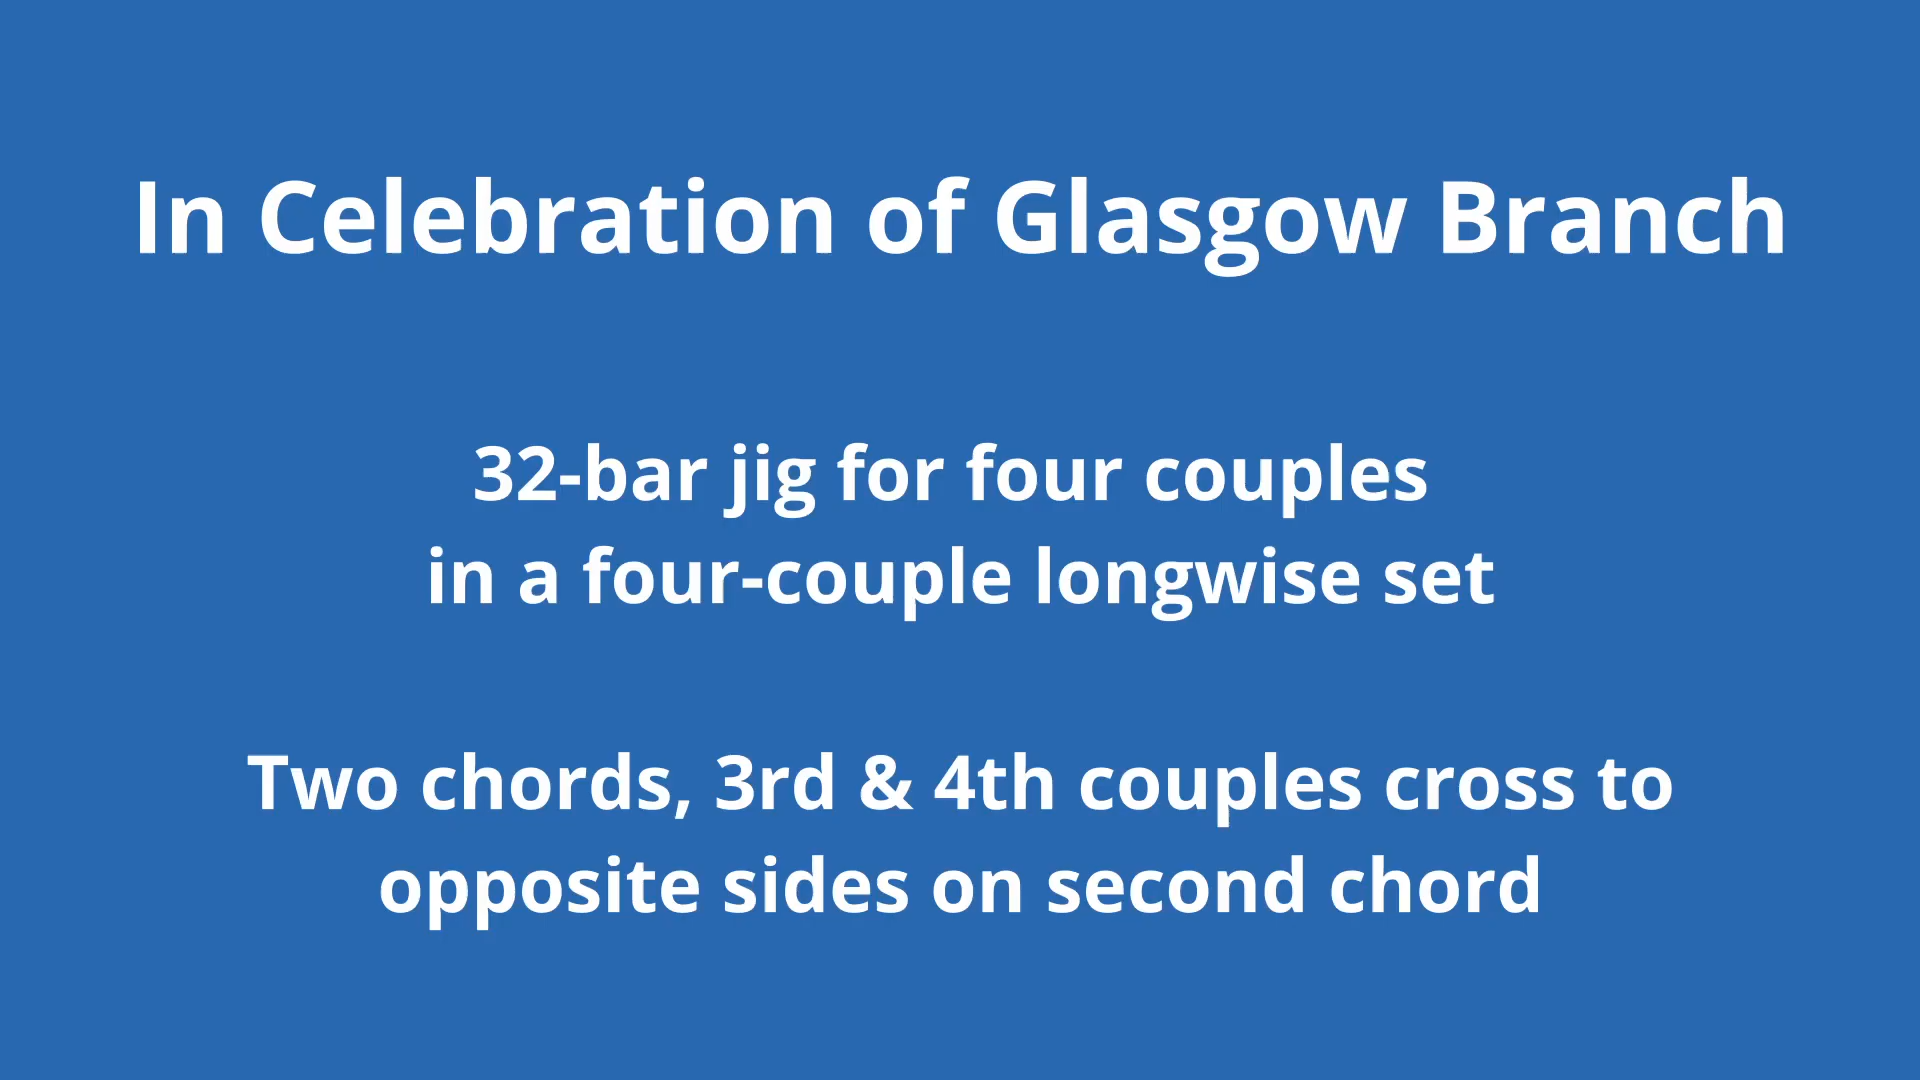 In Celebration of Glasgow Branch
32-bar jig for four couples
in a four-couple longwise set
Two chords, 3rd & 4th couples cross to
opposite sides on second chord